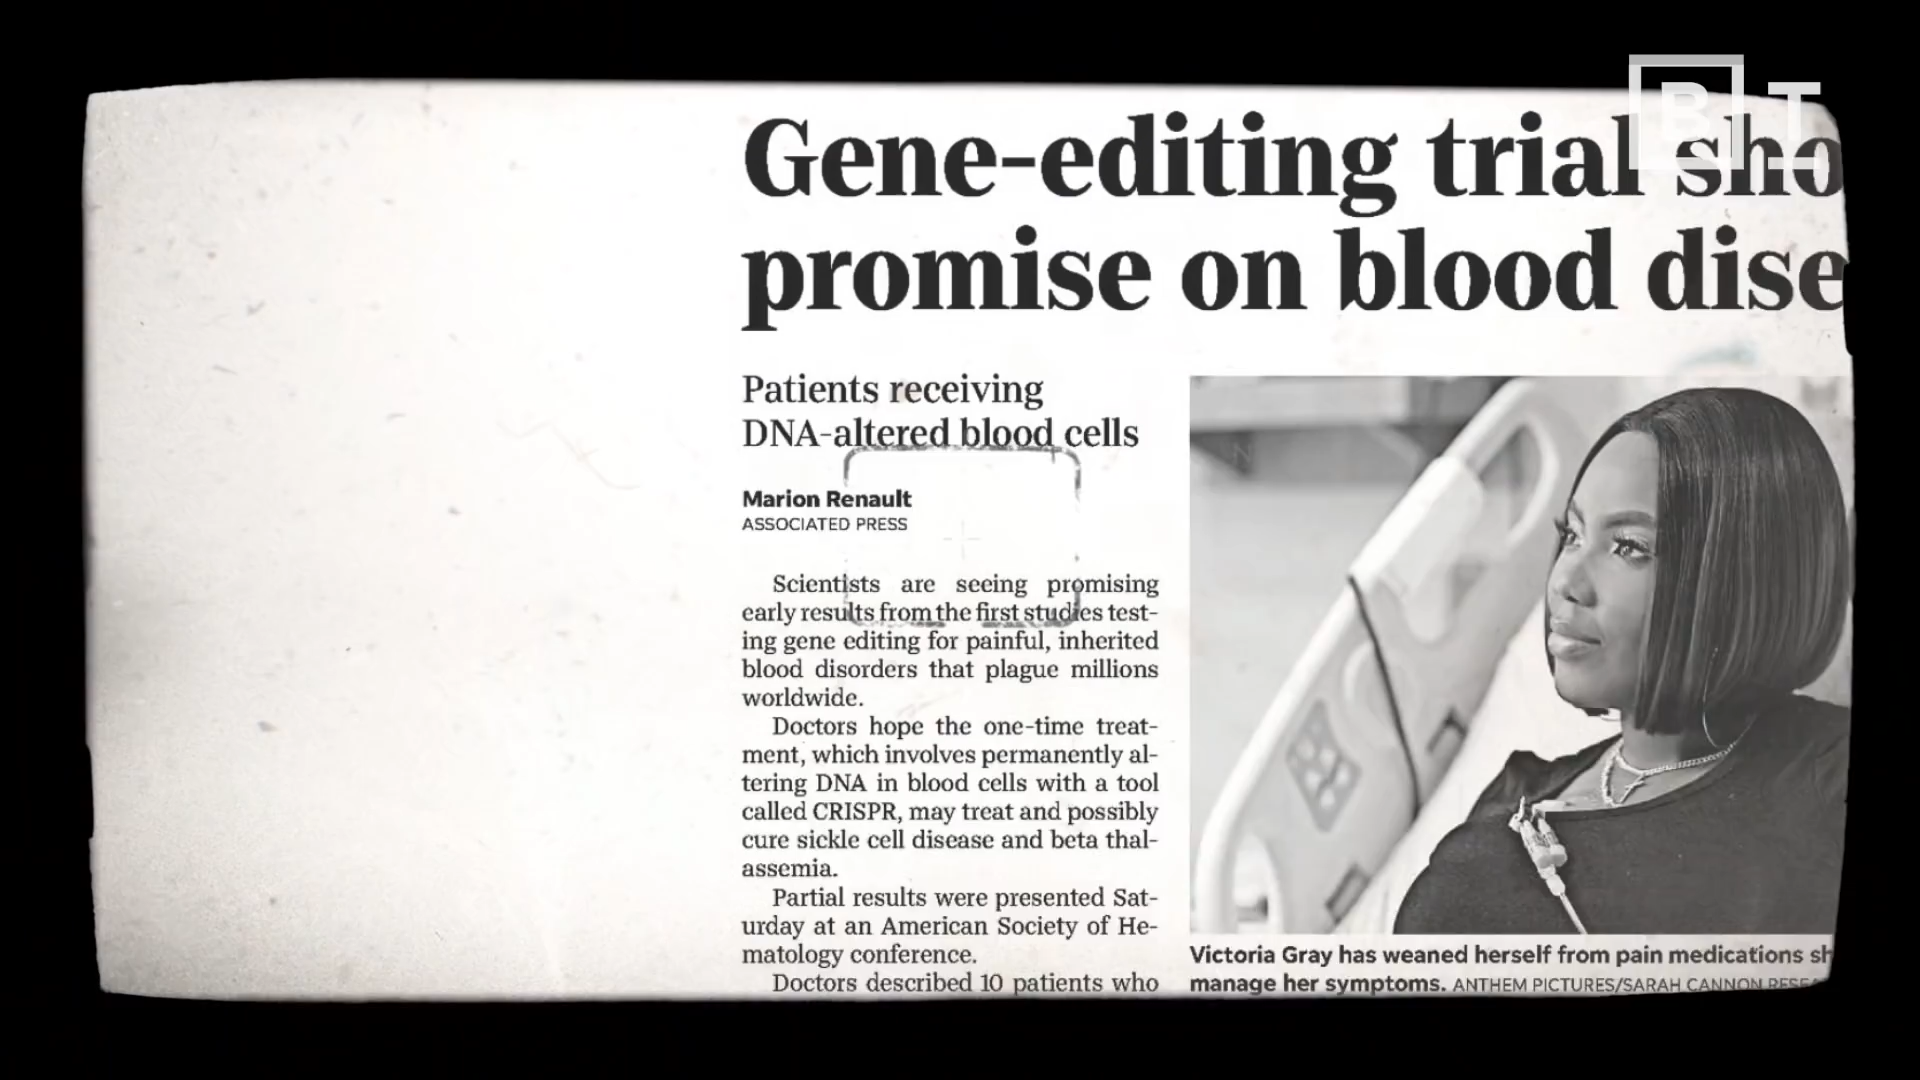 B T
Gene-editing trial sho
promise on blood dise
Patients receiving
DNA-altered blood cells
Marion Renault
ASSOCIATED PRESS
Scientists are seeing promising
early results from the first studies test-
ing gene editing for painful, inherited
blood disorders that plague millions
worldwide.
Doctors hope the one-time treat-
ment, which involves permanently al-
tering DNA in blood cells with a tool
called CRISPR, may treat and possibly
cure sickle cell disease and beta thal-
assemia.
Partial results were presented Sat-
urday at an American Society of He-
matology conference.
Doctors described 10 patients who
Victoria Gray has weaned herself from pain medications sh
manage her symptoms. ANTHEM PICTURES/SARAH CANNON RESEA